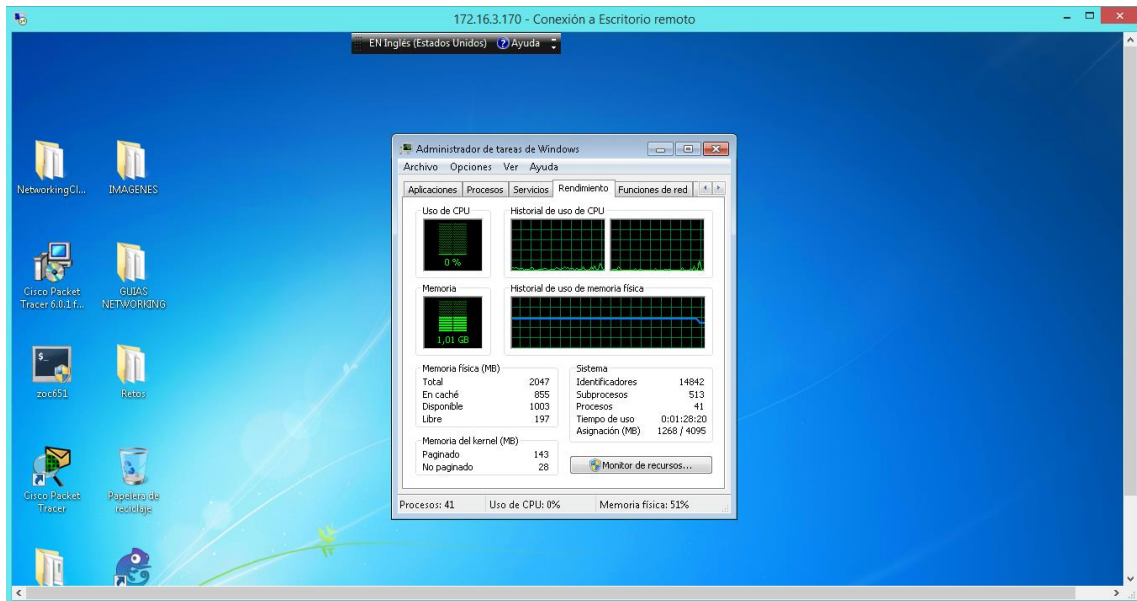 172.16.3.170 - Conexión a Escritorio remoto
EN Inglés (Estados Unidos) Ayuda
NetworkingCl... IMAGENES
Cisco Packet Tracer 6.0.1 f... GUIAS NETWORKING
zoc651 Retos
Cisco Packet Tracer Papelera de reciclaje
Administrador de tareas de Windows
Archivo Opciones Ver Ayuda
Aplicaciones Procesos Servicios Rendimiento Funciones de red
Uso de CPU Historial de uso de CPU
0 %
Memoria Historial de uso de memoria física
1,01 GB
Memoria física (MB)
Total 2047
En caché 855
Disponible 1003
Libre 197
Memoria del kernel (MB)
Paginado 143
No paginado 28
Sistema
Identificadores 14842
Subprocesos 513
Procesos 41
Tiempo de uso 0:01:28:20
Asignación (MB) 1268 / 4095
Monitor de recursos...
Procesos: 41 Uso de CPU: 0% Memoria física: 51%